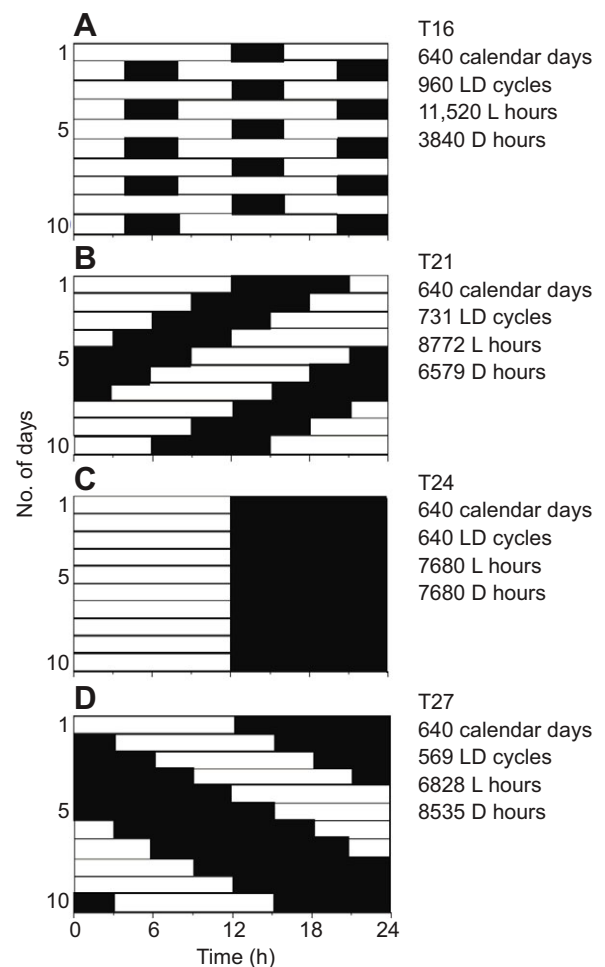 A
1
5
10
T16
640 calendar days
960 LD cycles
11,520 L hours
3840 D hours
B
1
5
10
T21
640 calendar days
731 LD cycles
8772 L hours
6579 D hours
No. of days
C
1
5
10
T24
640 calendar days
640 LD cycles
7680 L hours
7680 D hours
D
1
5
10
T27
640 calendar days
569 LD cycles
6828 L hours
8535 D hours
0 6 12 18 24
Time (h)